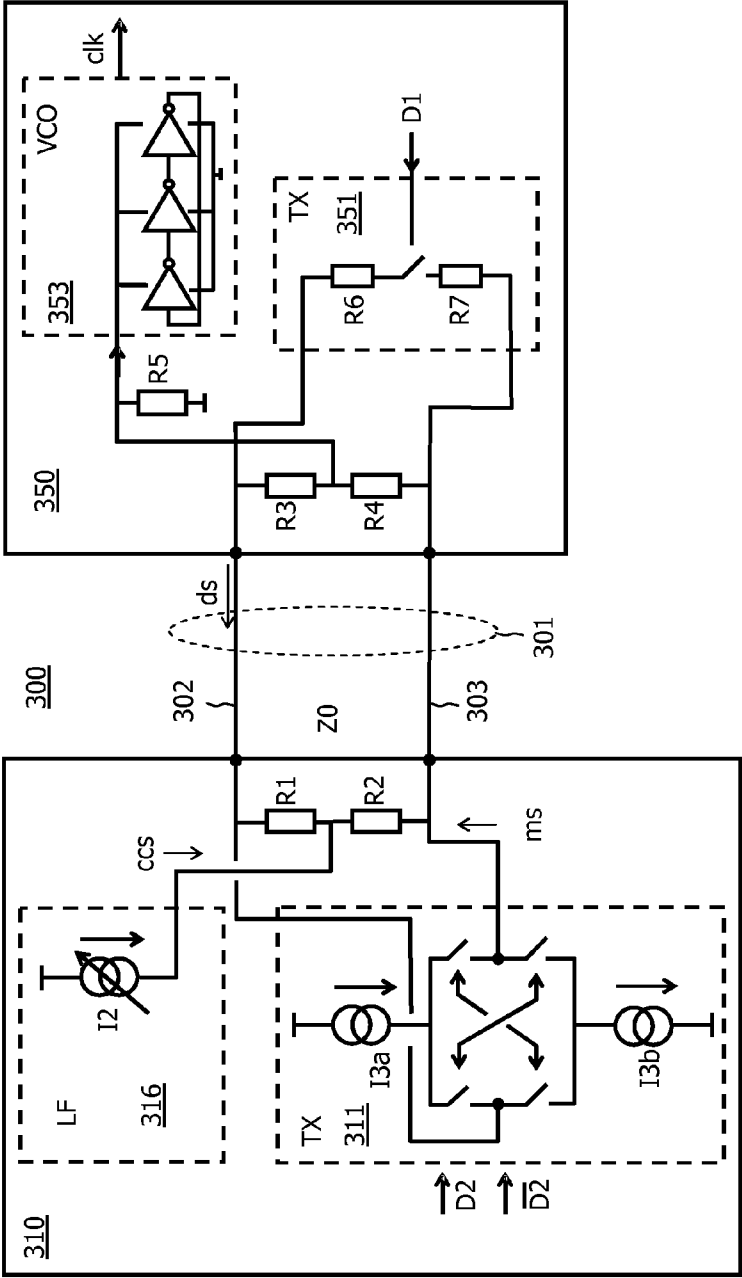 300
310
LF
316
I2
ccs
TX
311
I3a
I3b
D2
D2
ms
R1
R2
302
303
Z0
ds
301
350
R3
R4
R5
353
VCO
clk
TX
351
R6
R7
D1